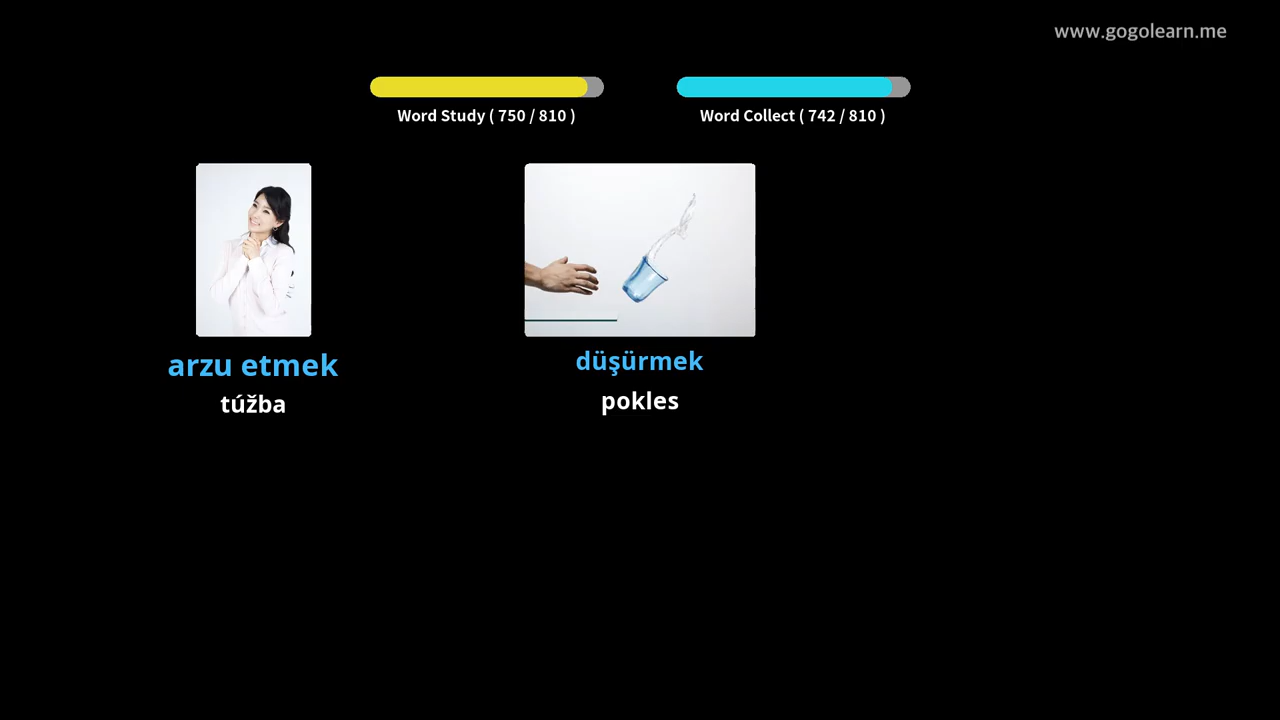 www.gogolearn.me
Word Study ( 750 / 810 )
Word Collect ( 742 / 810 )
arzu etmek
túžba
düşürmek
pokles